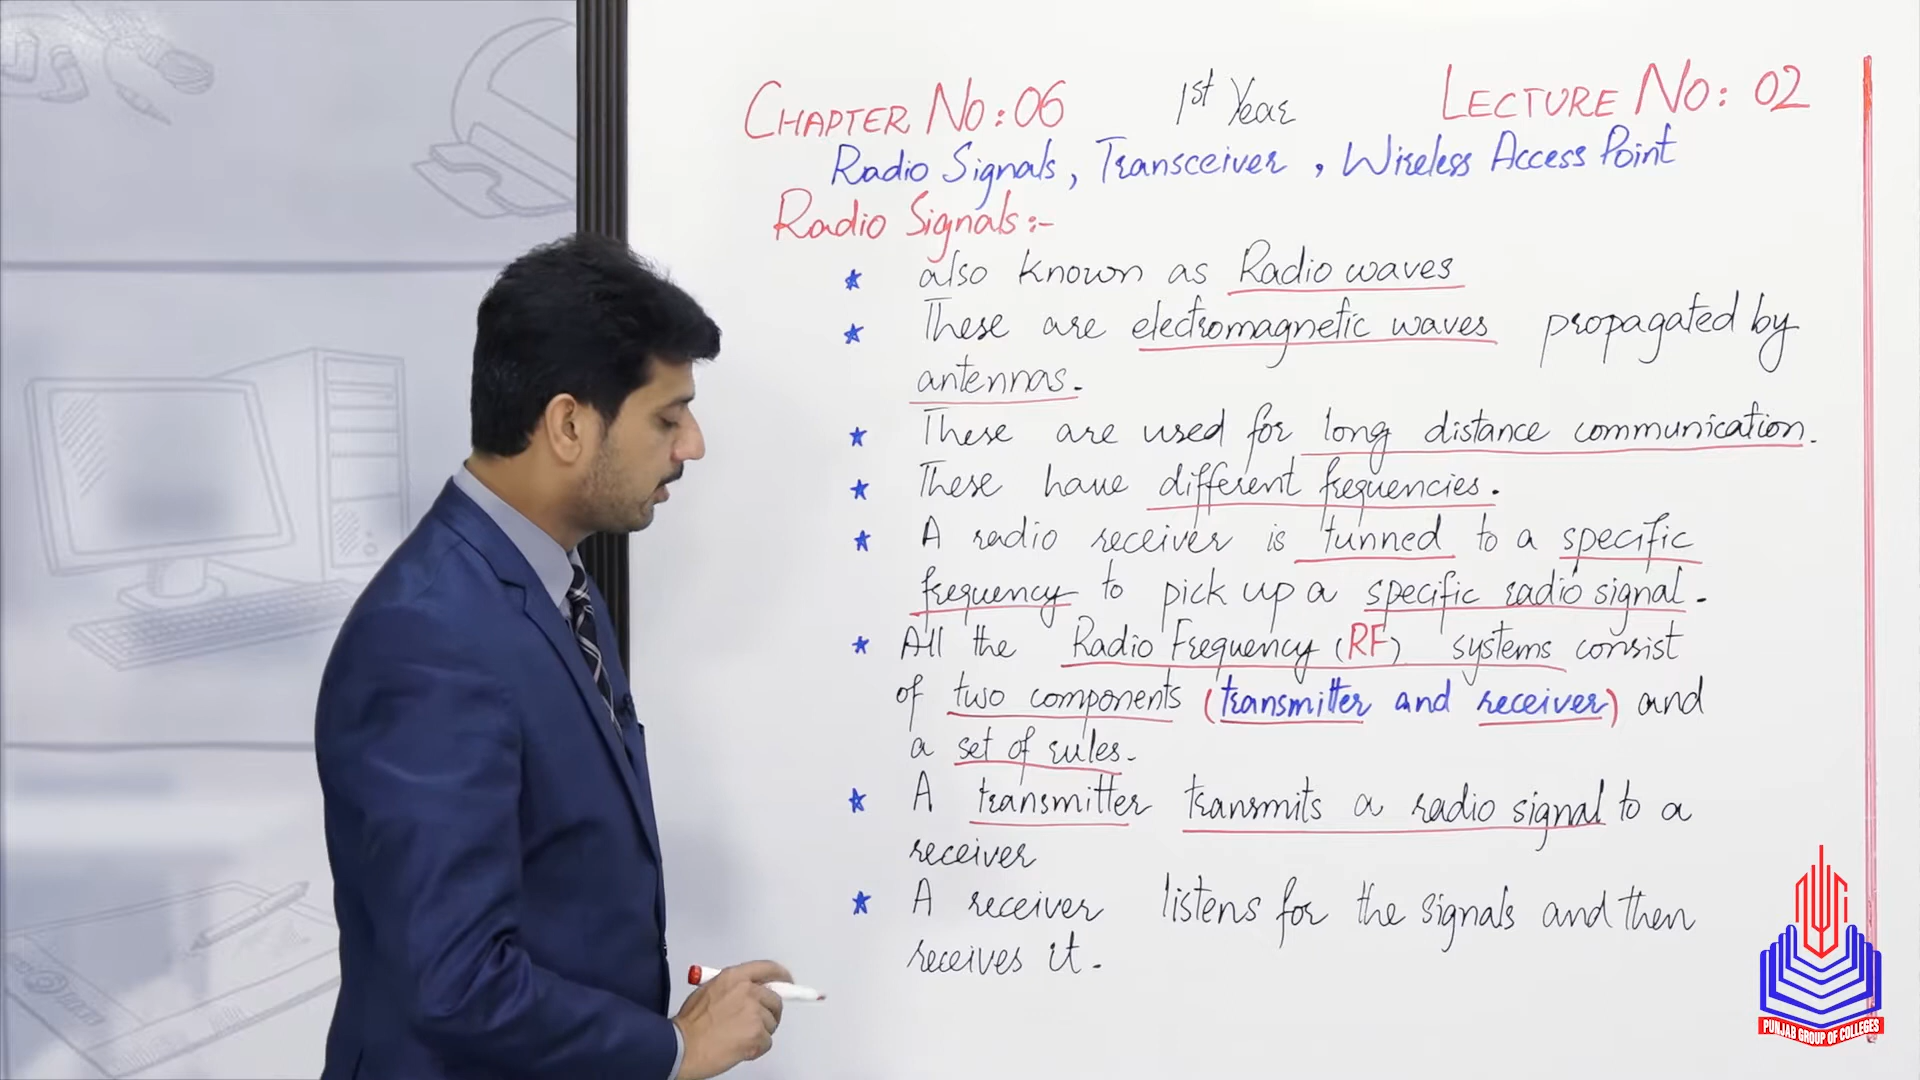 CHAPTER No: 06 1st Year LECTURE No: 02
Radio Signals, Transceiver, Wireless Access Point
Radio Signals:-
★ also known as Radio waves
★ These are electromagnetic waves propagated by
antennas.
★ These are used for long distance communication.
★ These have different frequencies.
★ A radio receiver is tunned to a specific
frequency to pick up a specific radio signal.
★ All the Radio Frequency (RF) systems consist
of two components (transmitter and receiver) and
a set of rules.
★ A transmitter transmits a radio signal to a
receiver
★ A receiver listens for the signals and then
receives it.
PUNJAB GROUP OF COLLEGES